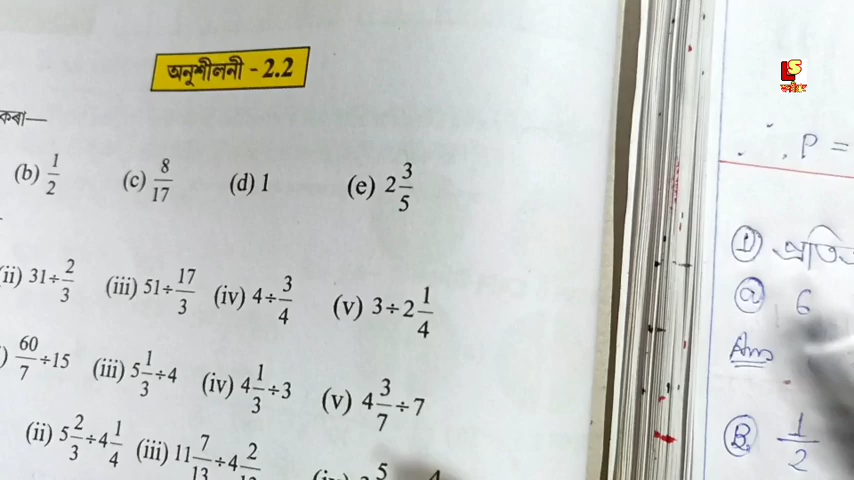 অনুশীলনী - 2.2
কৰা—
(b) 1/2 (c) 8/17 (d) 1 (e) 2 3/5
(ii) 31÷2/3 (iii) 51÷17/3 (iv) 4÷3/4 (v) 3÷2 1/4
) 60/7÷15 (iii) 5 1/3÷4 (iv) 4 1/3÷3 (v) 4 3/7÷7
(ii) 5 2/3÷4 1/4 (iii) 11 7/13÷4
LS
∴ P =
①
ⓐ 6
Ans
Ⓑ 1/2